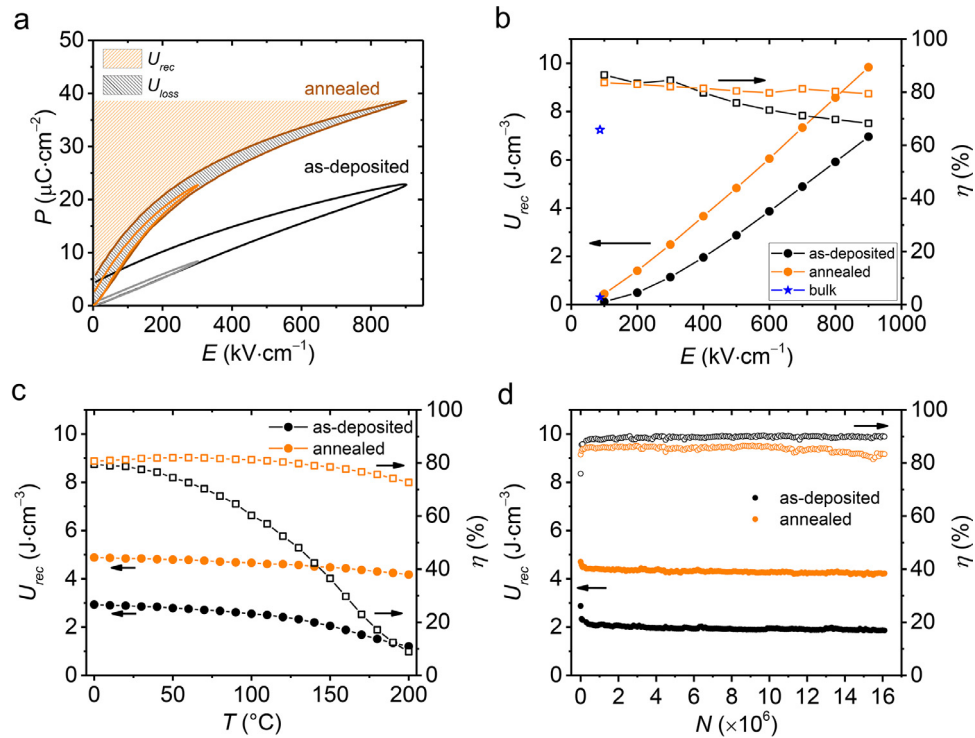 a
50
40
30
20
10
0
P (μC·cm⁻²)
U_rec
U_loss
annealed
as-deposited
0 200 400 600 800
E (kV·cm⁻¹)
b
10
8
6
4
2
0
U_rec (J·cm⁻³)
100
80
60
40
20
0
η (%)
as-deposited
annealed
bulk
0 200 400 600 800 1000
E (kV·cm⁻¹)
c
10
8
6
4
2
0
U_rec (J·cm⁻³)
100
80
60
40
20
0
η (%)
as-deposited
annealed
0 50 100 150 200
T (°C)
d
10
8
6
4
2
0
U_rec (J·cm⁻³)
100
80
60
40
20
0
η (%)
as-deposited
annealed
0 2 4 6 8 10 12 14 16
N (×10⁶)